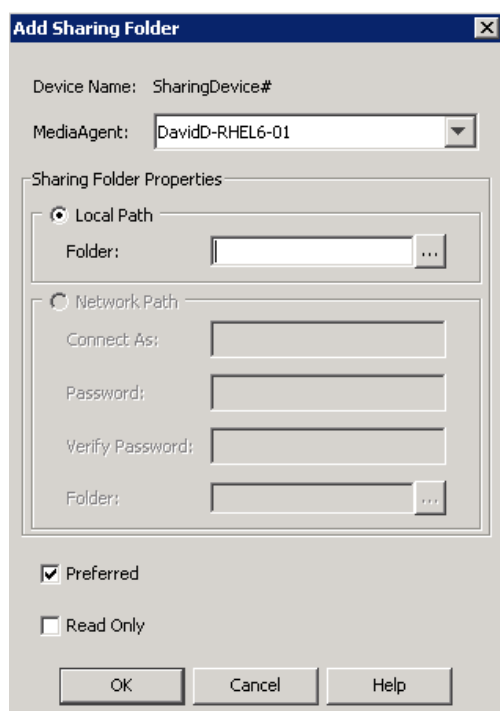 Add Sharing Folder
Device Name: SharingDevice#
MediaAgent: DavidD-RHEL6-01
Sharing Folder Properties
Local Path
Folder:
...
Network Path
Connect As:
Password:
Verify Password:
Folder:
...
Preferred
Read Only
OK Cancel Help